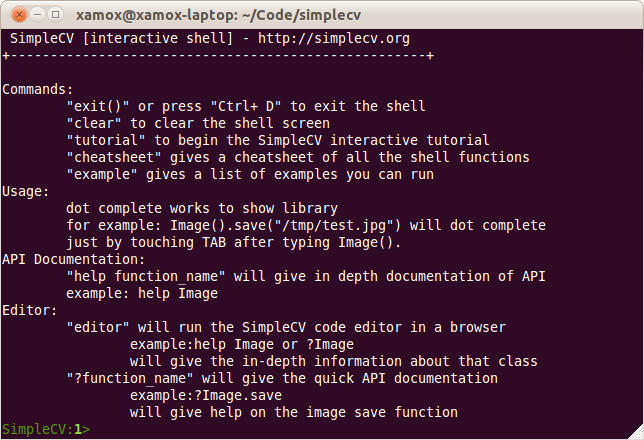 xamox@xamox-laptop: ~/Code/simplecv
SimpleCV [interactive shell] - http://simplecv.org
+----------------------------------------------------+
Commands:
"exit()" or press "Ctrl+ D" to exit the shell
"clear" to clear the shell screen
"tutorial" to begin the SimpleCV interactive tutorial
"cheatsheet" gives a cheatsheet of all the shell functions
"example" gives a list of examples you can run
Usage:
dot complete works to show library
for example: Image().save("/tmp/test.jpg") will dot complete
just by touching TAB after typing Image().
API Documentation:
"help function_name" will give in depth documentation of API
example: help Image
Editor:
"editor" will run the SimpleCV code editor in a browser
example:help Image or ?Image
will give the in-depth information about that class
"?function_name" will give the quick API documentation
example:?Image.save
will give help on the image save function
SimpleCV:1>